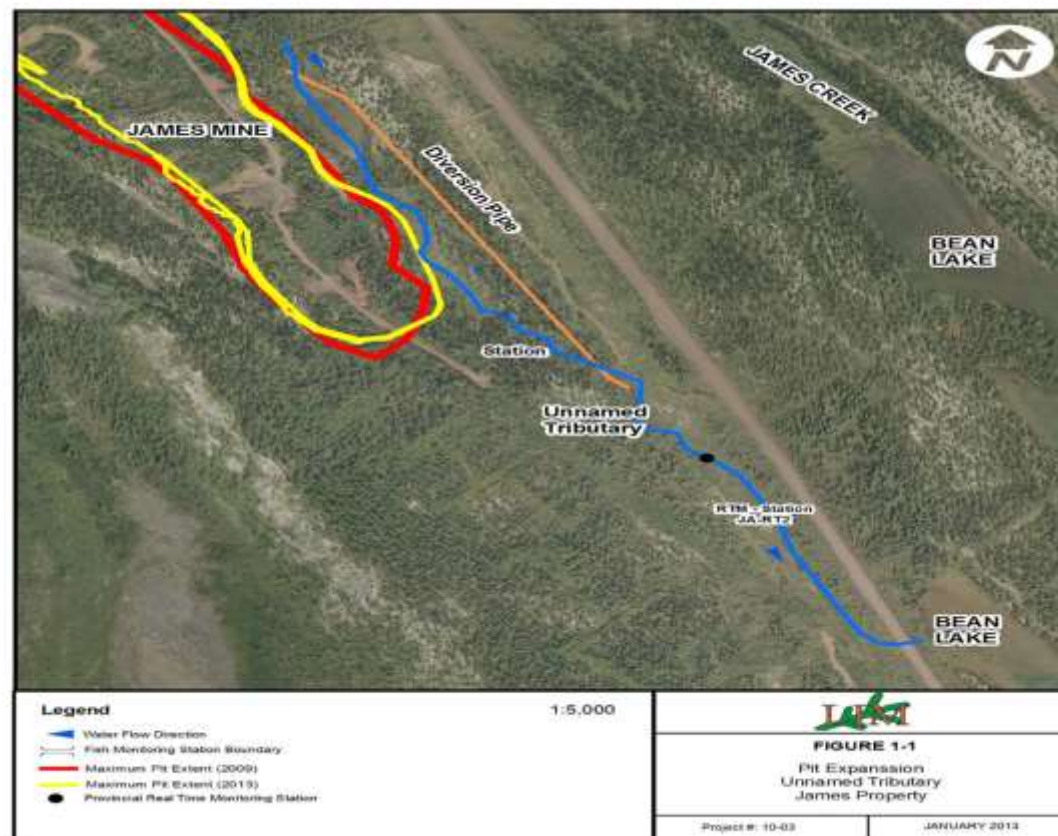 N
JAMES CREEK
JAMES MINE
Diversion Pipe
BEAN
LAKE
Station
Unnamed
Tributary
RTM - Station
JA-RT2
BEAN
LAKE
Legend
1:5,000
Water Flow Direction
Fish Monitoring Station Boundary
Maximum Pit Extent (2009)
Maximum Pit Extent (2013)
Provincial Real Time Monitoring Station
LIM
FIGURE 1-1
Pit Expanssion
Unnamed Tributary
James Property
Project #: 10-03
JANUARY 2013